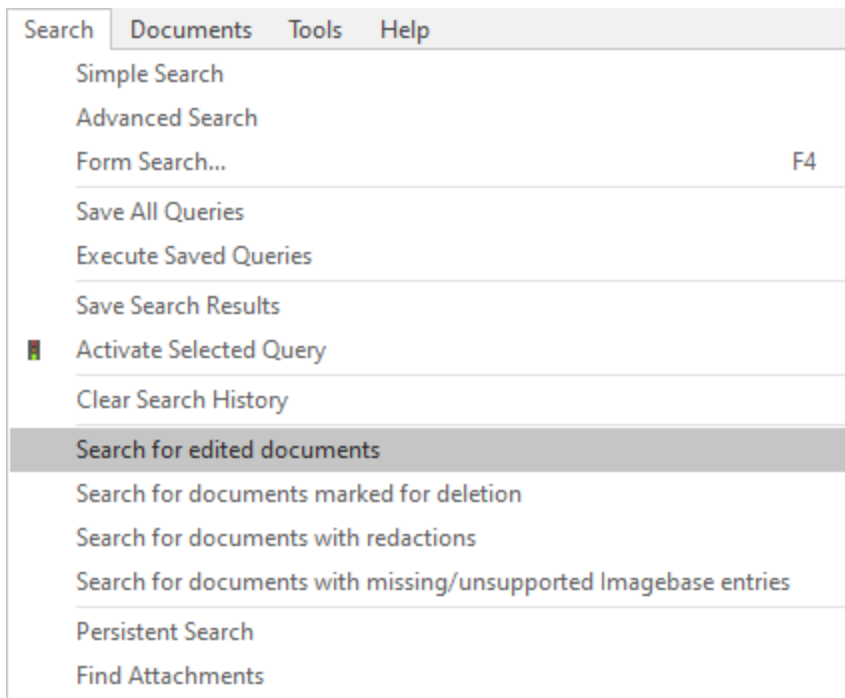 Search Documents Tools Help
Simple Search
Advanced Search
Form Search... F4
Save All Queries
Execute Saved Queries
Save Search Results
Activate Selected Query
Clear Search History
Search for edited documents
Search for documents marked for deletion
Search for documents with redactions
Search for documents with missing/unsupported Imagebase entries
Persistent Search
Find Attachments